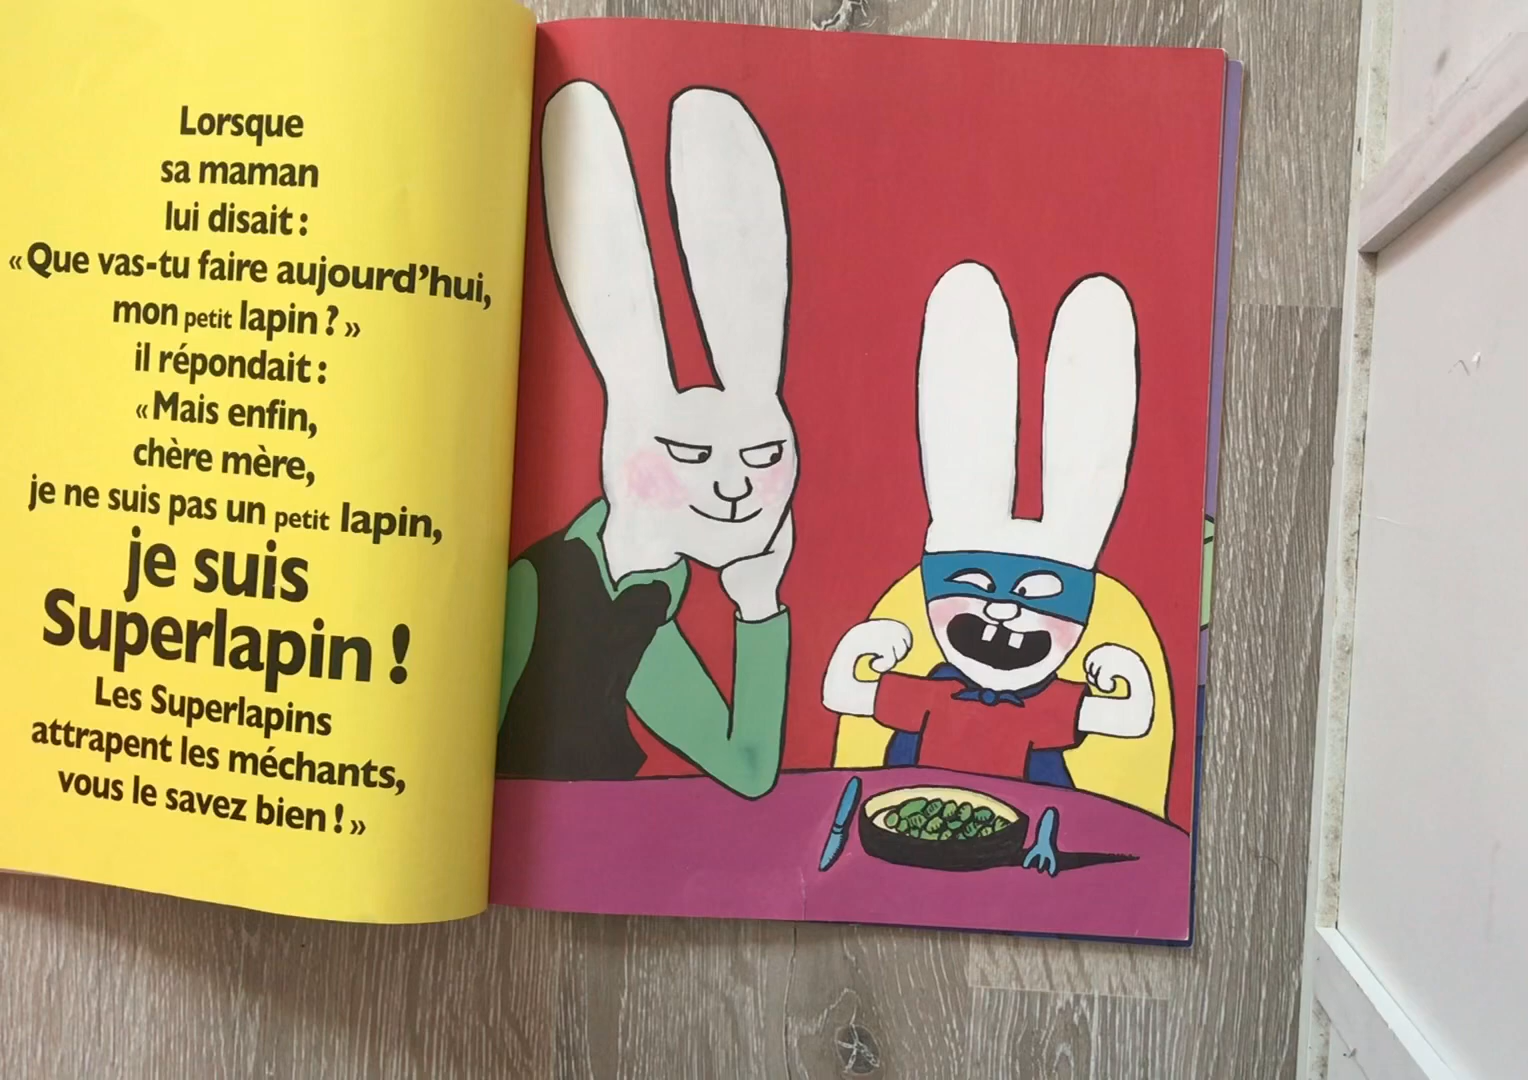 Lorsque
sa maman
lui disait :
« Que vas-tu faire aujourd’hui,
mon petit lapin ? »
il répondait :
« Mais enfin,
chère mère,
je ne suis pas un petit lapin,
je suis
Superlapin !
Les Superlapins
attrapent les méchants,
vous le savez bien ! »